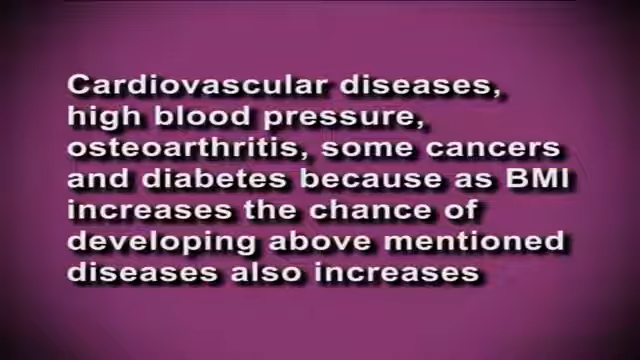 Cardiovascular diseases,
high blood pressure,
osteoarthritis, some cancers
and diabetes because as BMI
increases the chance of
developing above mentioned
diseases also increases